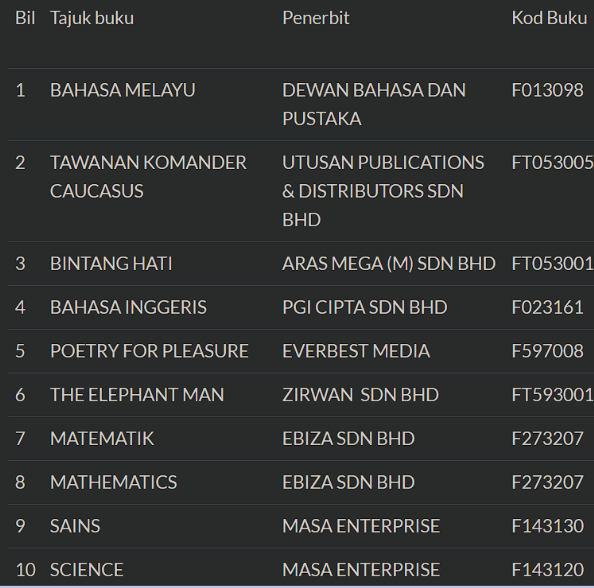 Bil Tajuk buku Penerbit Kod Buku
1 BAHASA MELAYU DEWAN BAHASA DAN F013098
PUSTAKA
2 TAWANAN KOMANDER UTUSAN PUBLICATIONS FT053005
CAUCASUS & DISTRIBUTORS SDN
BHD
3 BINTANG HATI ARAS MEGA (M) SDN BHD FT053001
4 BAHASA INGGERIS PGI CIPTA SDN BHD F023161
5 POETRY FOR PLEASURE EVERBEST MEDIA F597008
6 THE ELEPHANT MAN ZIRWAN SDN BHD FT593001
7 MATEMATIK EBIZA SDN BHD F273207
8 MATHEMATICS EBIZA SDN BHD F273207
9 SAINS MASA ENTERPRISE F143130
10 SCIENCE MASA ENTERPRISE F143120